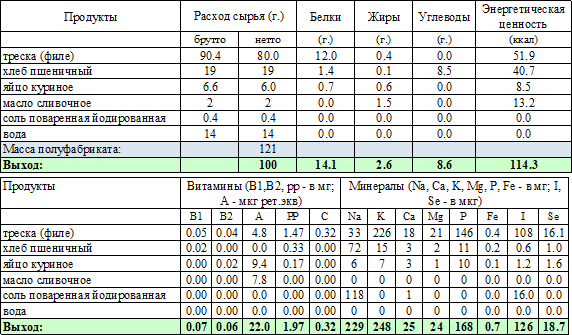 Продукты Расход сырья (г.) Белки Жиры Углеводы Энергетическая ценность
брутто нетто (г.) (г.) (г.) (ккал)
треска (филе) 90.4 80.0 12.0 0.4 0.0 51.9
хлеб пшеничный 19 19 1.4 0.1 8.5 40.7
яйцо куриное 6.6 6.0 0.7 0.6 0.0 8.5
масло сливочное 2 2 0.0 1.5 0.0 13.2
соль поваренная йодированная 0.4 0.4 0.0 0.0 0.0 0.0
вода 14 14 0.0 0.0 0.0 0.0
Масса полуфабриката: 121
Выход: 100 14.1 2.6 8.6 114.3
Продукты Витамины (B1,B2, pp - в мг; А - мкг рет.экв) Минералы (Na, Ca, K, Mg, P, Fe - в мг; I, Se - в мкг)
B1 B2 A PP C Na K Ca Mg P Fe I Se
треска (филе) 0.05 0.04 4.8 1.47 0.32 33 226 18 21 146 0.4 108 16.1
хлеб пшеничный 0.02 0.00 0.0 0.33 0.00 72 15 3 2 11 0.2 0.6 1.0
яйцо куриное 0.00 0.02 9.4 0.17 0.00 6 7 3 1 10 0.1 1.2 1.6
масло сливочное 0.00 0.00 7.8 0.00 0.00 0 0 0 0 0 0.0 0.0 0.0
соль поваренная йодированная 0.00 0.00 0.0 0.00 0.00 118 0 1 0 0 0.0 16.0 0.0
вода 0.00 0.00 0.0 0.00 0.00 0 0 0 0 0 0.0 0.0 0.0
Выход: 0.07 0.06 22.0 1.97 0.32 229 248 25 24 168 0.7 126 18.7